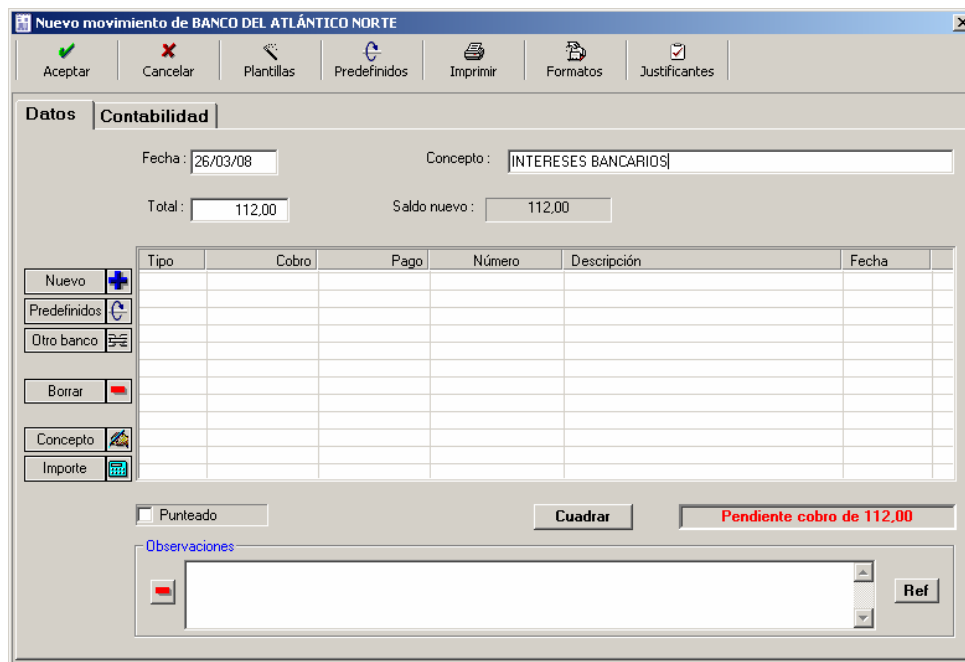 Nuevo movimiento de BANCO DEL ATLÁNTICO NORTE
Aceptar Cancelar Plantillas Predefinidos Imprimir Formatos Justificantes
Datos Contabilidad
Fecha : 26/03/08 Concepto : INTERESES BANCARIOS
Total : 112,00 Saldo nuevo : 112,00
Tipo Cobro Pago Número Descripción Fecha
Nuevo
Predefinidos
Otro banco
Borrar
Concepto
Importe
Punteado Cuadrar Pendiente cobro de 112,00
Observaciones
Ref